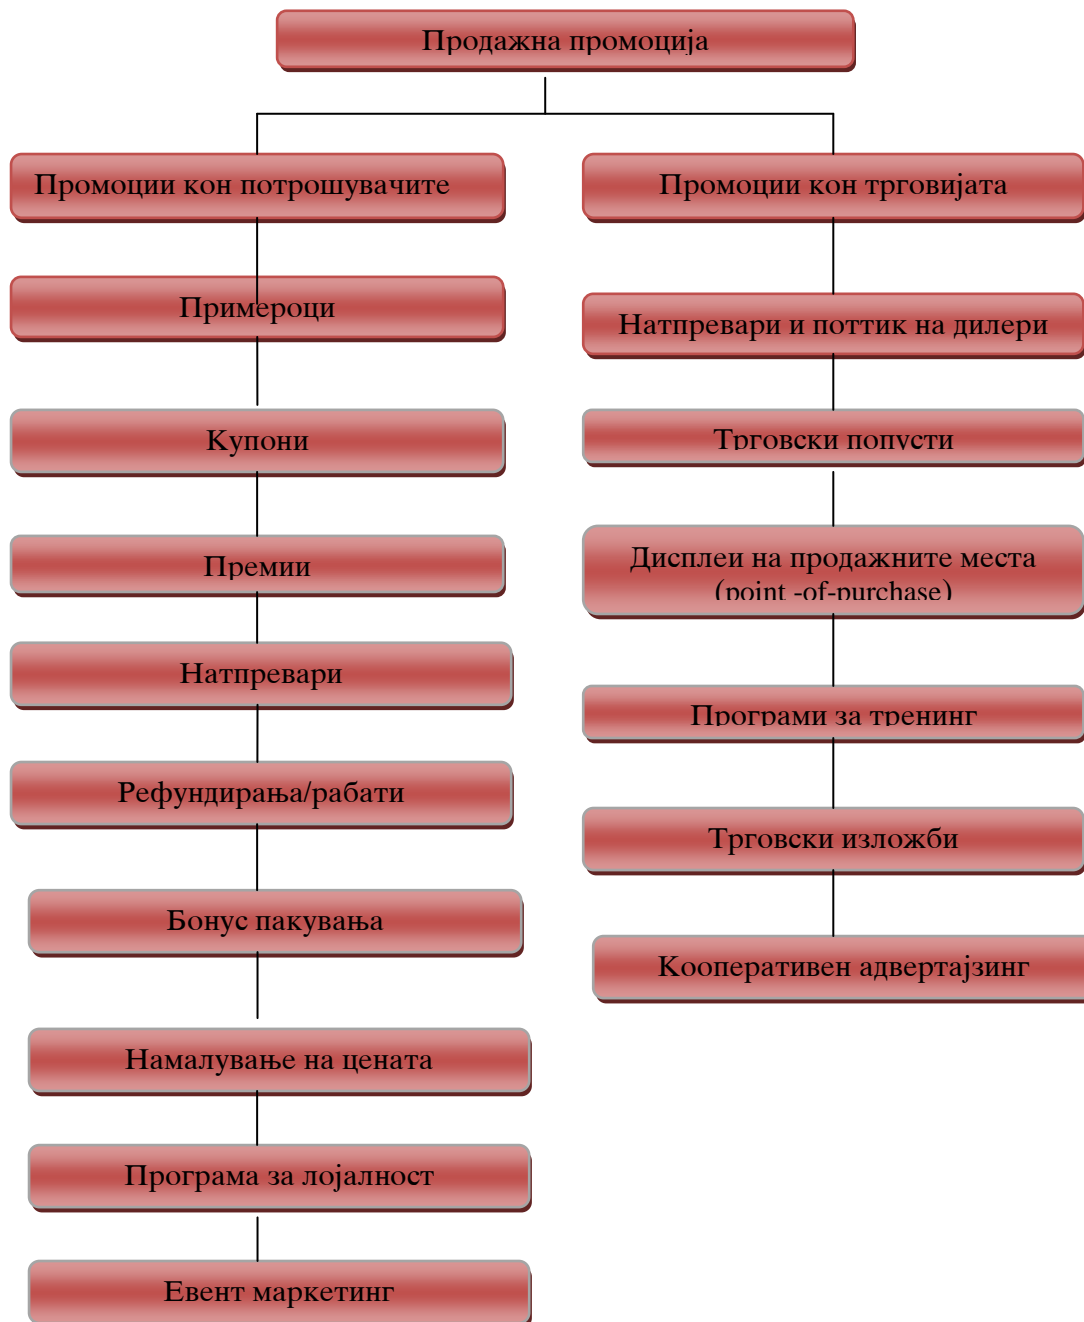 Продажна промоција
Промоции кон потрошувачите
Примероци
Купони
Премии
Натпревари
Рефундирања/рабати
Бонус пакувања
Намалување на цената
Програма за лојалност
Евент маркетинг
Промоции кон трговијата
Натпревари и поттик на дилери
Трговски попусти
Дисплеи на продажните места
(point -of-purchase)
Програми за тренинг
Трговски изложби
Кооперативен адвертајзинг